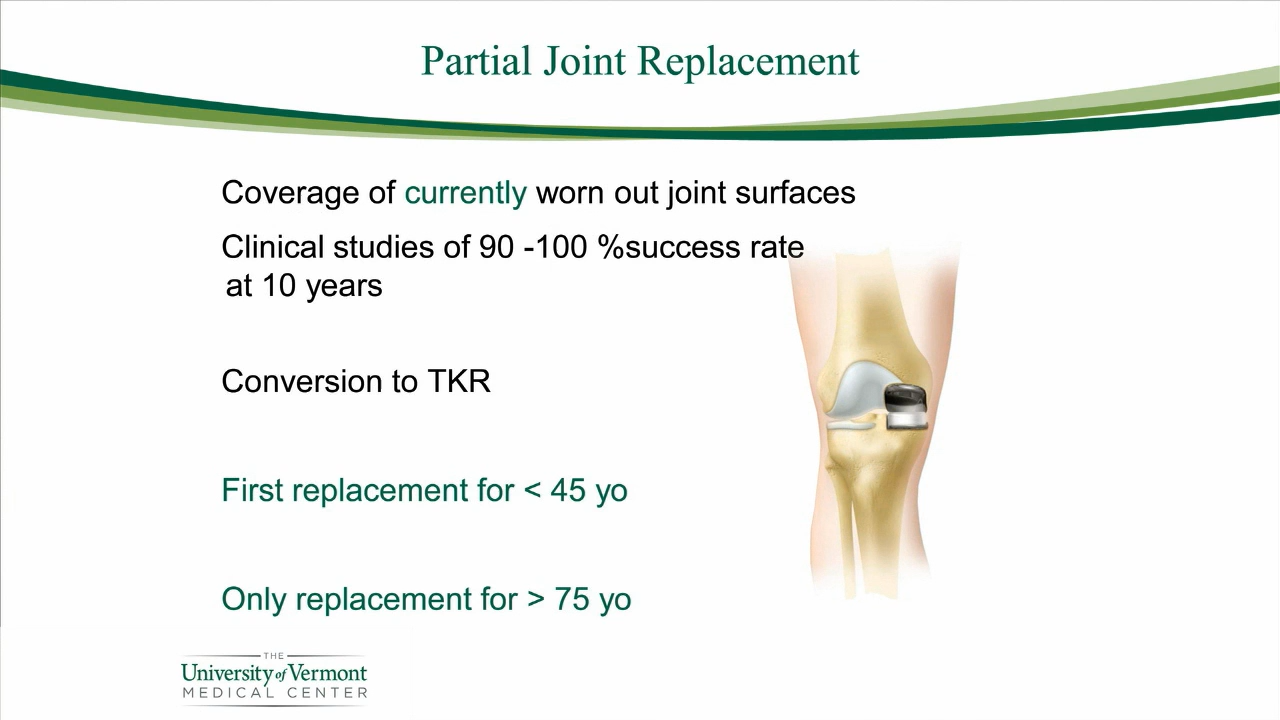 Partial Joint Replacement
Coverage of currently worn out joint surfaces
Clinical studies of 90 -100 %success rate
at 10 years
Conversion to TKR
First replacement for < 45 yo
Only replacement for > 75 yo
THE
University of Vermont
MEDICAL CENTER